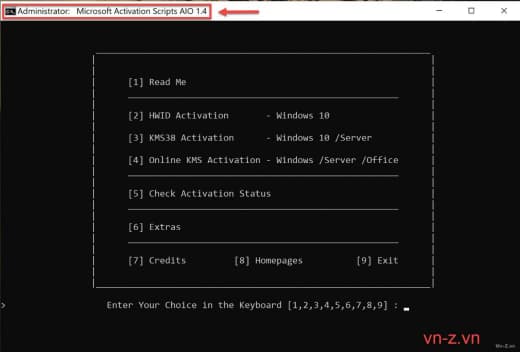 Administrator: Microsoft Activation Scripts AIO 1.4
[1] Read Me
[2] HWID Activation - Windows 10
[3] KMS38 Activation - Windows 10 /Server
[4] Online KMS Activation - Windows /Server /Office
[5] Check Activation Status
[6] Extras
[7] Credits [8] Homepages [9] Exit
> Enter Your Choice in the Keyboard [1,2,3,4,5,6,7,8,9] : _
vn-z.vn
Vn-Z.vn